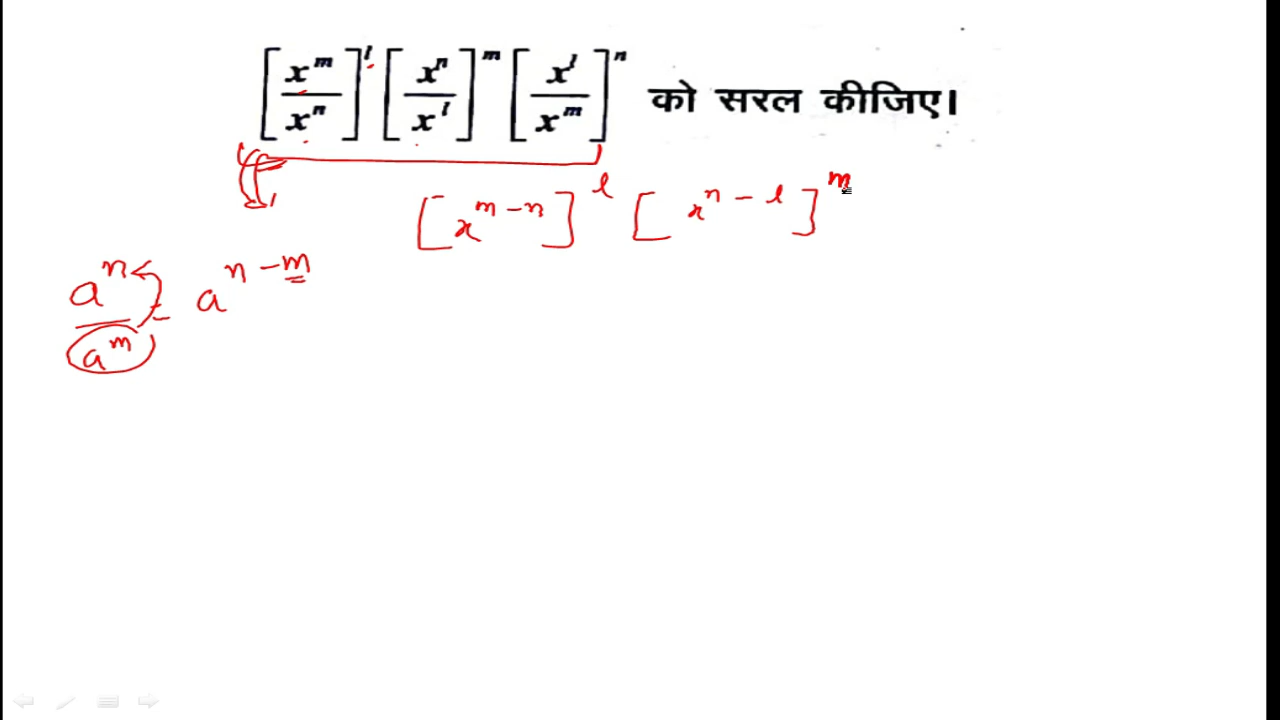 [x^m/x^n]^l [x^n/x^l]^m [x^l/x^m]^n को सरल कीजिए।
[x^(m-n)]^l [x^(n-l)]^m
a^n/a^m = a^(n-m)